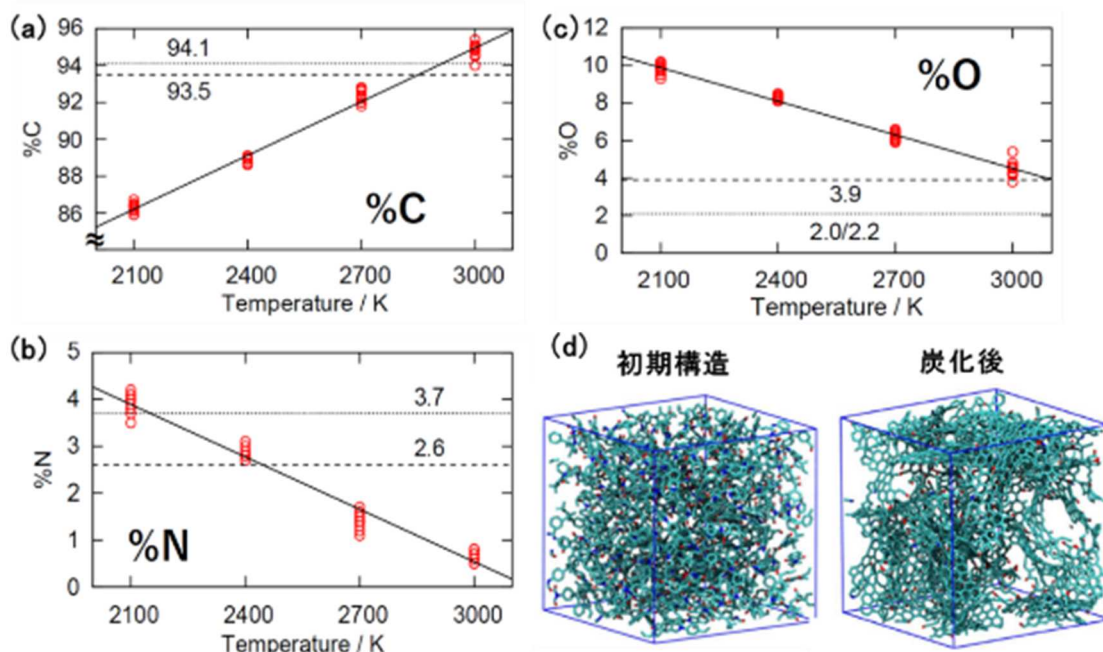 (a)
96
94
92
90
88
86
%C
94.1
93.5
%C
≈
2100 2400 2700 3000
Temperature / K
(c)
12
10
8
6
4
2
0
%O
%O
3.9
2.0/2.2
2100 2400 2700 3000
Temperature / K
(b)
5
4
3
2
1
0
%N
3.7
2.6
%N
2100 2400 2700 3000
Temperature / K
(d)
初期構造
炭化後